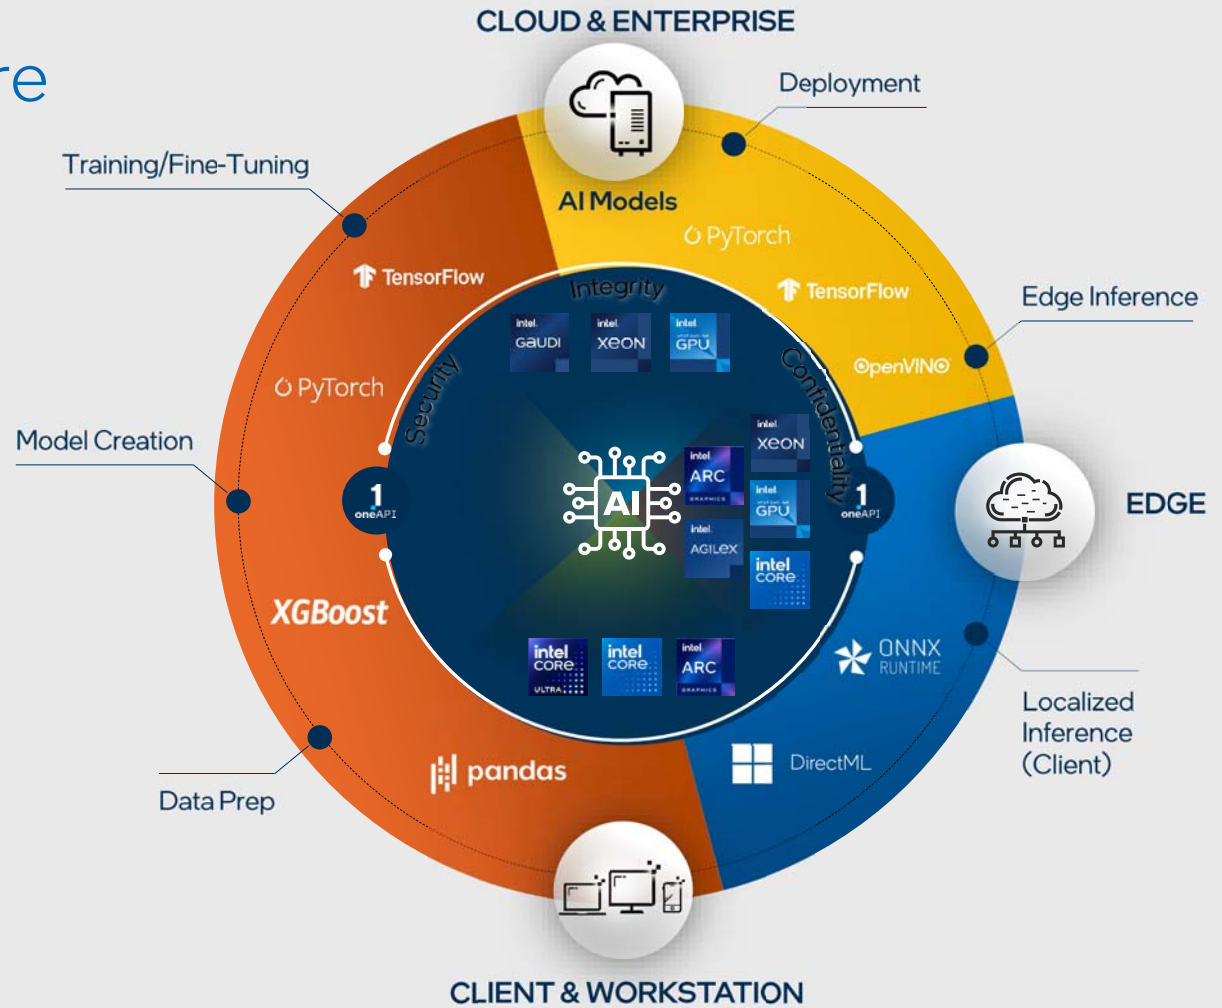 CLOUD & ENTERPRISE
re
Deployment
Training/Fine-Tuning
AI Models
PyTorch
TensorFlow
Integrity
TensorFlow
Edge Inference
intel.
GAUDI
intel.
XEON
intel.
GPU
OpenVINO
PyTorch
Security
Confidentiality
Model Creation
intel.
XEON
intel
ARC
GRAPHICS
intel.
GPU
AI
1
oneAPI
1
oneAPI
EDGE
intel.
AGILEX
intel
CORE
XGBoost
ONNX
RUNTIME
intel
CORE
ULTRA
intel
CORE
intel
ARC
GRAPHICS
Localized
Inference
(Client)
DirectML
pandas
Data Prep
CLIENT & WORKSTATION